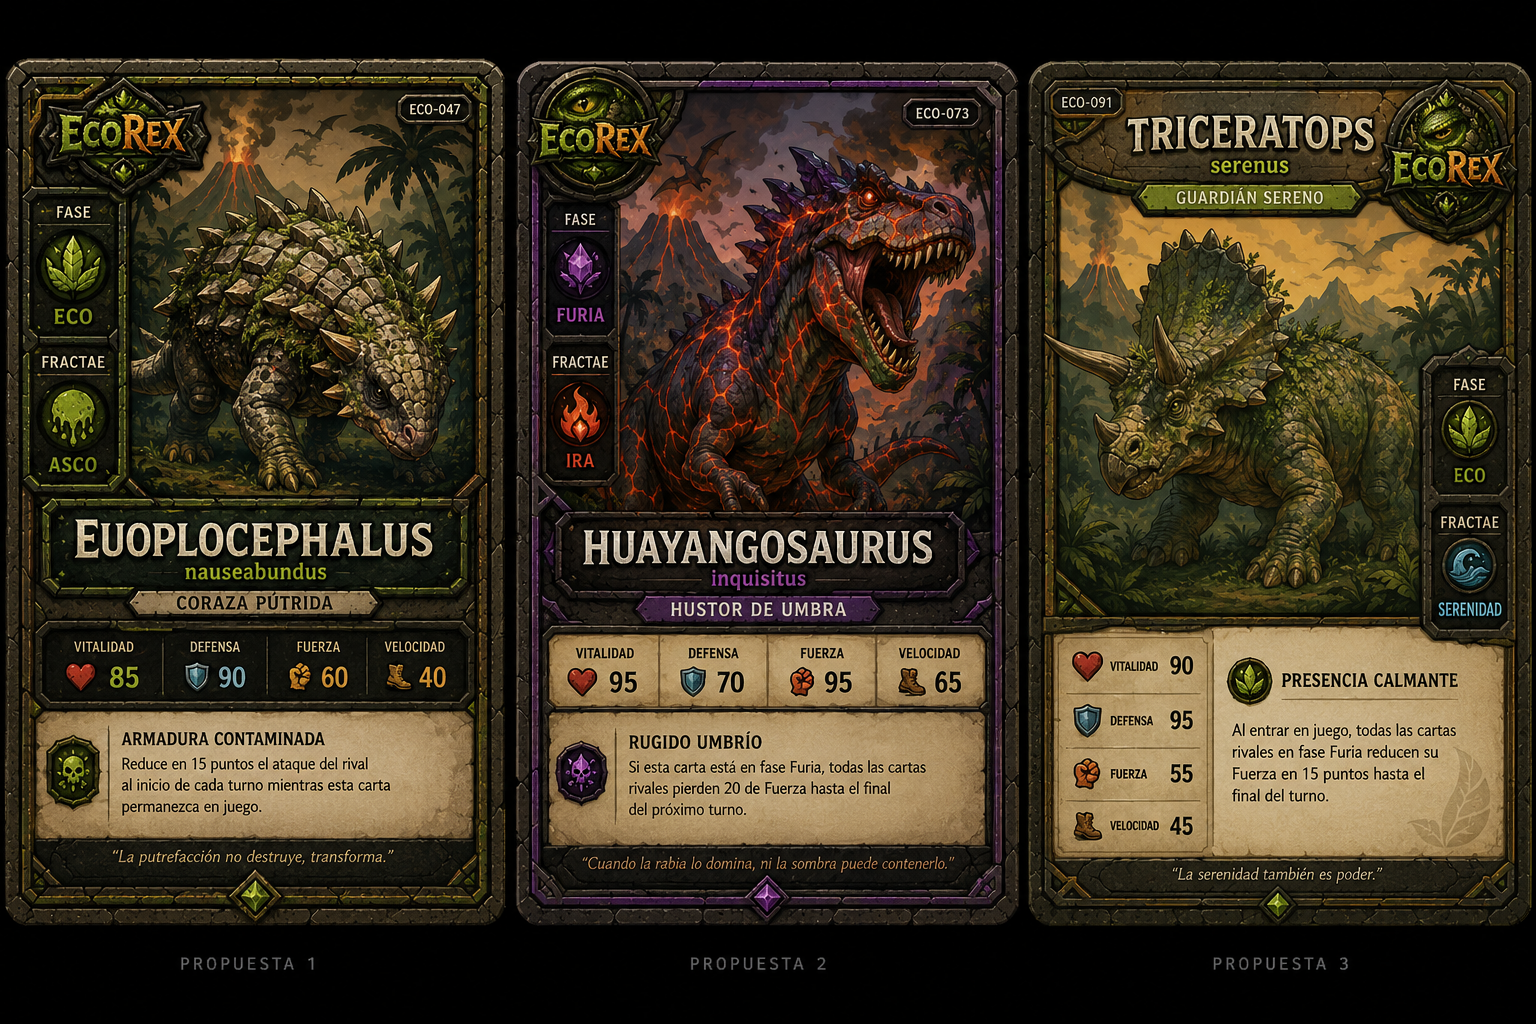 EcoRex
ECO-047
FASE
ECO
FRACTAE
ASCO
EUOPLOCEPHALUS
nauseabundus
CORAZA PÚTRIDA
VITALIDAD
85
DEFENSA
90
FUERZA
60
VELOCIDAD
40
ARMADURA CONTAMINADA
Reduce en 15 puntos el ataque del rival
al inicio de cada turno mientras esta carta
permanezca en juego.
“La putrefacción no destruye, transforma.”
PROPUESTA 1
EcoRex
ECO-073
FASE
FURIA
FRACTAE
IRA
HUAYANGOSAURUS
inquisitus
HUSTOR DE UMBRA
VITALIDAD
95
DEFENSA
70
FUERZA
95
VELOCIDAD
65
RUGIDO UMBRÍO
Si esta carta está en fase Furia, todas las cartas
rivales pierden 20 de Fuerza hasta el final
del próximo turno.
“Cuando la rabia lo domina, ni la sombra puede contenerlo.”
PROPUESTA 2
ECO-091
TRICERATOPS
serenus
GUARDIÁN SERENO
EcoRex
FASE
ECO
FRACTAE
SERENIDAD
VITALIDAD 90
DEFENSA 95
FUERZA 55
VELOCIDAD 45
PRESENCIA CALMANTE
Al entrar en juego, todas las cartas
rivales en fase Furia reducen su
Fuerza en 15 puntos hasta el
final del turno.
“La serenidad también es poder.”
PROPUESTA 3